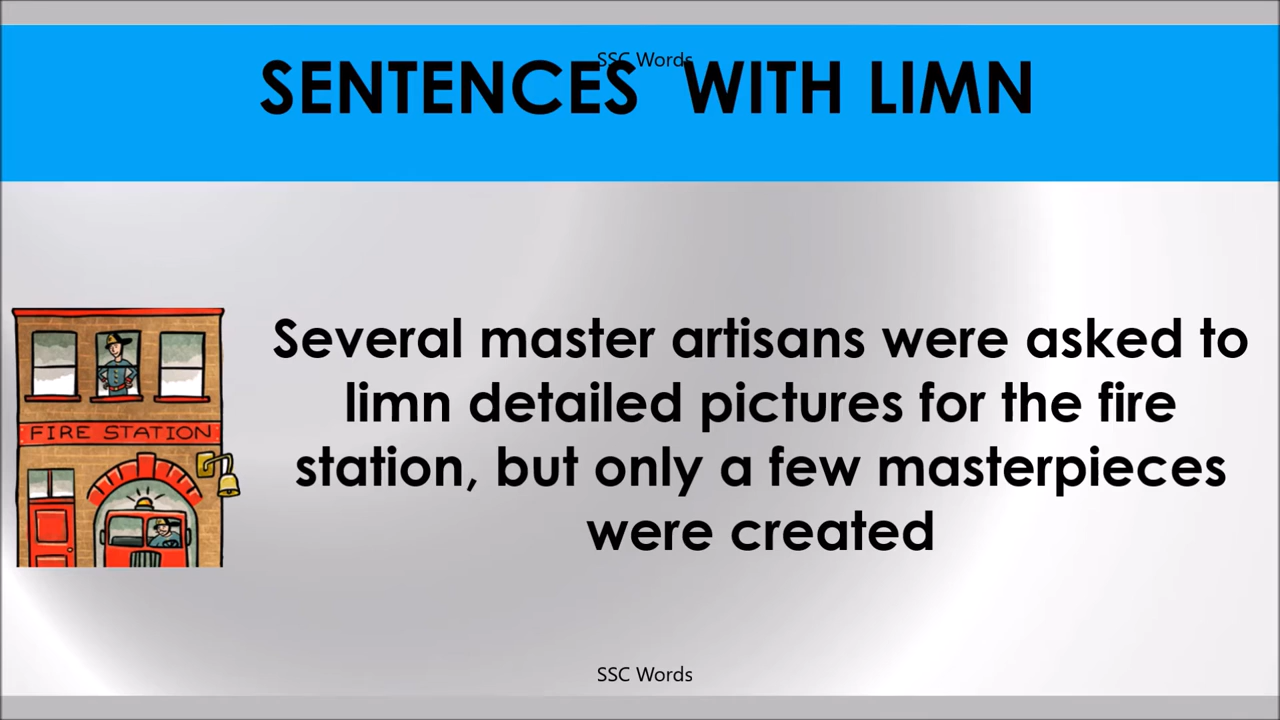 SSC Words
SENTENCES WITH LIMN
Several master artisans were asked to
limn detailed pictures for the fire
station, but only a few masterpieces
were created
FIRE STATION
SSC Words